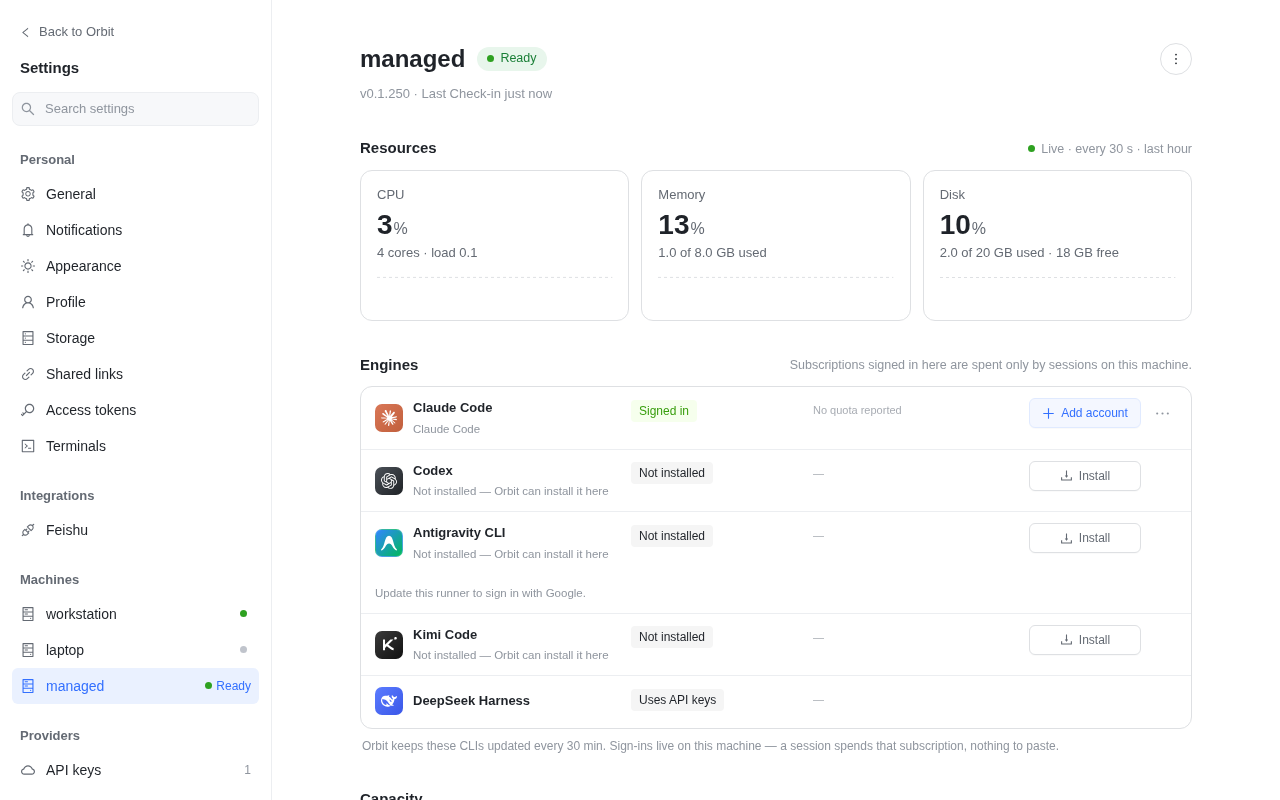 Back to Orbit
Settings
Search settings
Personal
General
Notifications
Appearance
Profile
Storage
Shared links
Access tokens
Terminals
Integrations
Feishu
Machines
workstation
laptop
managed Ready
Providers
API keys 1
managed Ready
v0.1.250 · Last Check-in just now
Resources Live · every 30 s · last hour
CPU
3%
4 cores · load 0.1
Memory
13%
1.0 of 8.0 GB used
Disk
10%
2.0 of 20 GB used · 18 GB free
Engines Subscriptions signed in here are spent only by sessions on this machine.
Claude Code Signed in No quota reported Add account
Claude Code
Codex Not installed — Install
Not installed — Orbit can install it here
Antigravity CLI Not installed — Install
Not installed — Orbit can install it here
Update this runner to sign in with Google.
Kimi Code Not installed — Install
Not installed — Orbit can install it here
DeepSeek Harness Uses API keys —
Orbit keeps these CLIs updated every 30 min. Sign-ins live on this machine — a session spends that subscription, nothing to paste.
Capacity